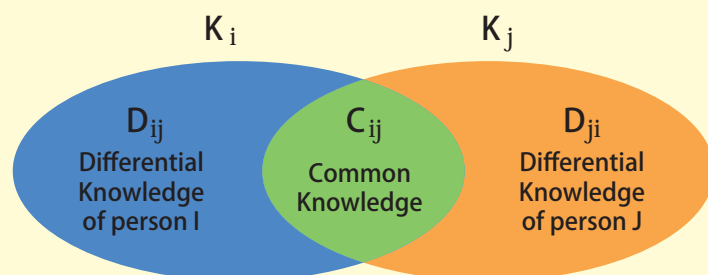 K i
K j
D ij
Differential
Knowledge
of person I
C ij
Common
Knowledge
D ji
Differential
Knowledge
of person J